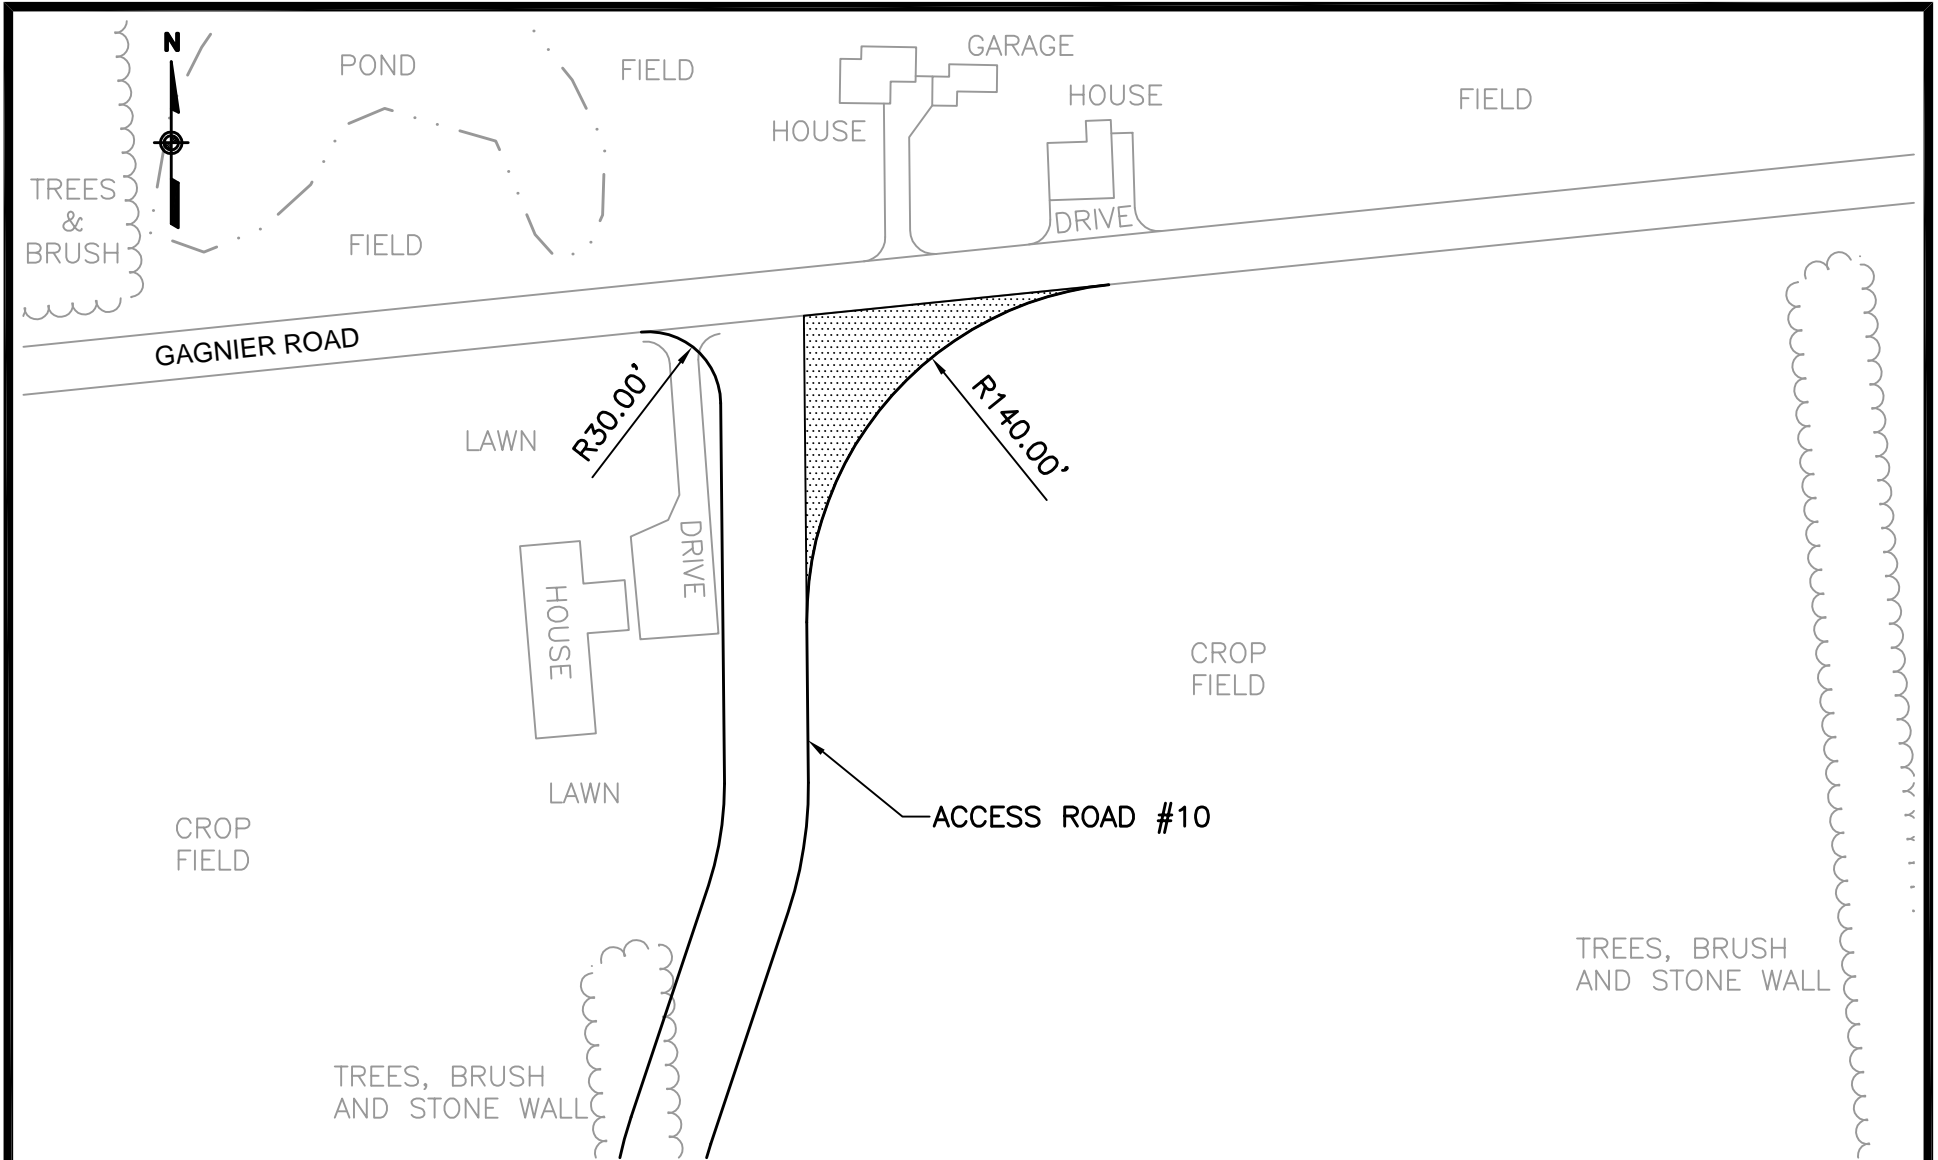 N
POND
FIELD
GARAGE
HOUSE
HOUSE
FIELD
TREES
&
BRUSH
FIELD
DRIVE
GAGNIER ROAD
R30.00'
R140.00'
LAWN
DRIVE
HOUSE
CROP
FIELD
LAWN
ACCESS ROAD #10
CROP
FIELD
TREES, BRUSH
AND STONE WALL
TREES, BRUSH
AND STONE WALL